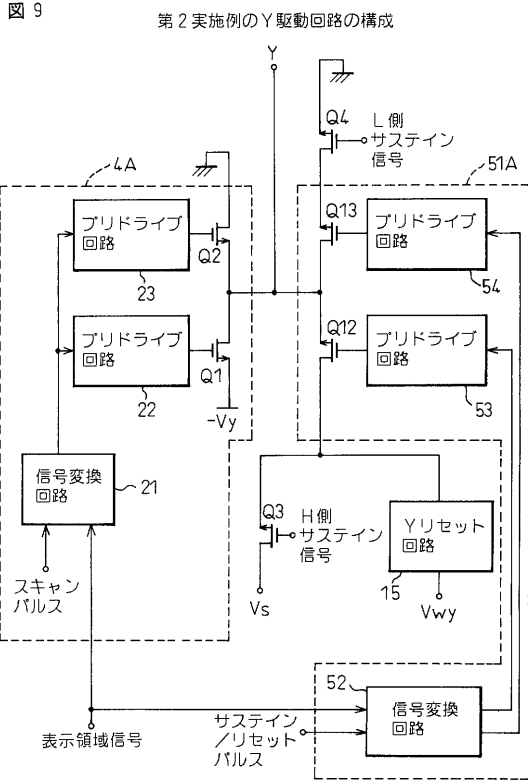 図 9
第2実施例のY駆動回路の構成
Y
Q4
L側
サステイン
信号
4A
51A
プリドライブ
回路
23
Q2
Q13
プリドライブ
回路
54
プリドライブ
回路
22
Q1
-Vy
Q12
プリドライブ
回路
53
信号変換
回路
21
スキャン
パルス
Q3
H側
サステイン
信号
Vs
Yリセット
回路
15
Vwy
表示領域信号
サステイン
/リセット
パルス
52
信号変換
回路